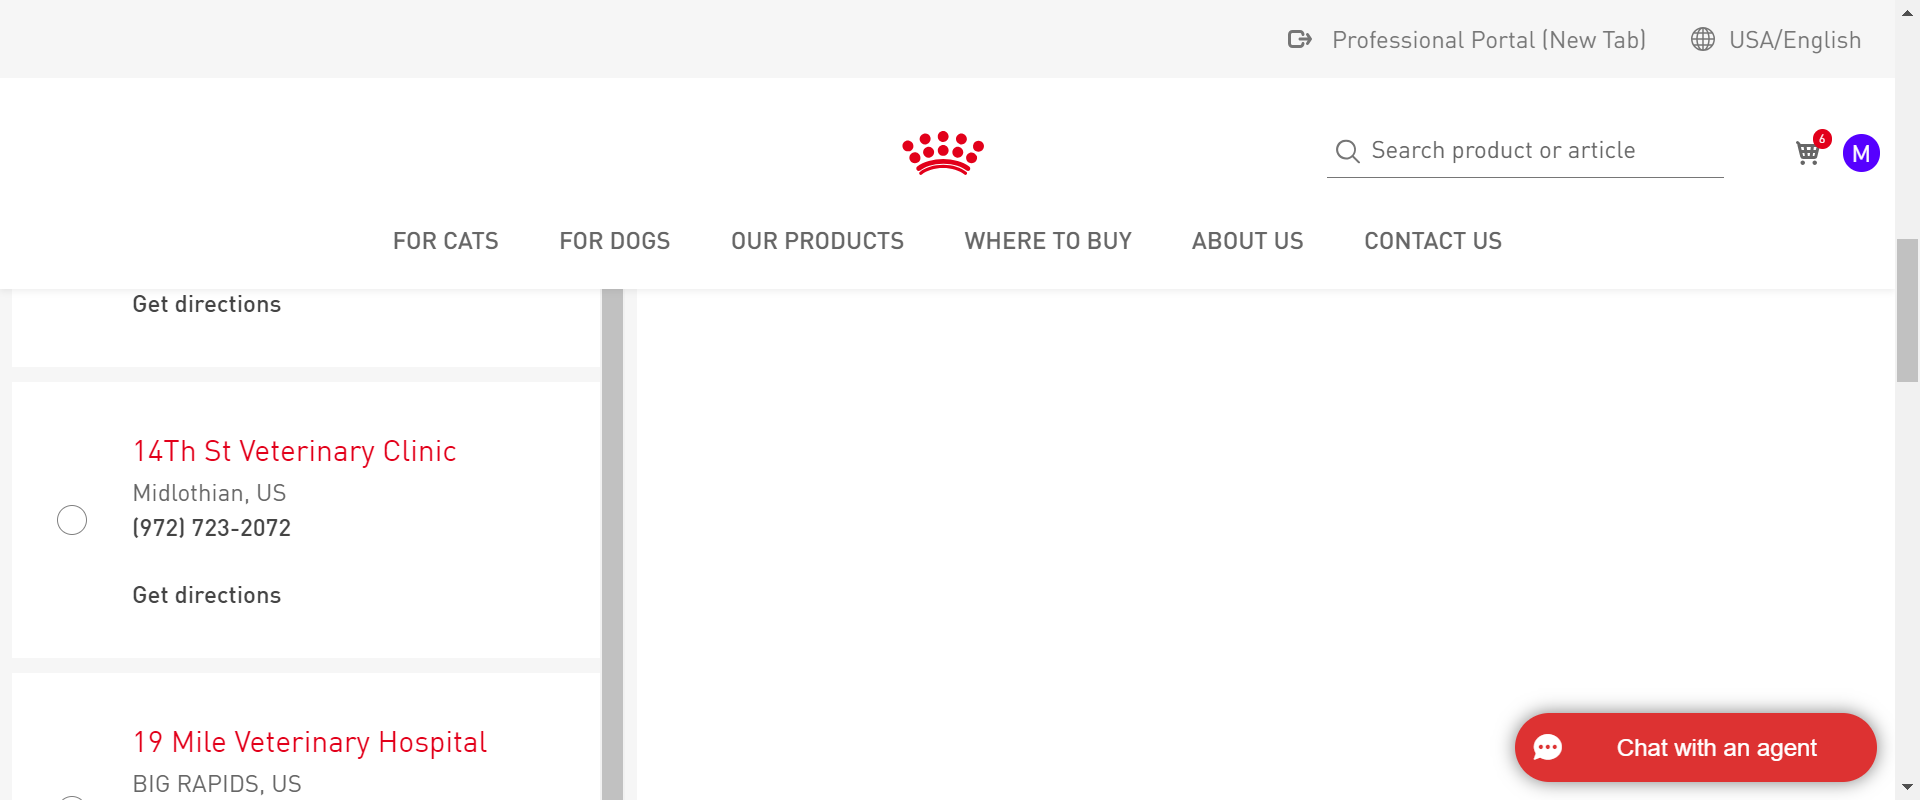 Professional Portal (New Tab)
USA/English
Search product or article
6
M
FOR CATS
FOR DOGS
OUR PRODUCTS
WHERE TO BUY
ABOUT US
CONTACT US
Get directions
14Th St Veterinary Clinic
Midlothian, US
(972) 723-2072
Get directions
19 Mile Veterinary Hospital
BIG RAPIDS, US
Chat with an agent